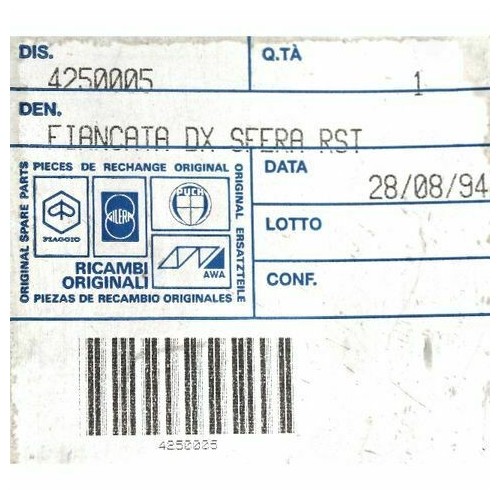 DIS.
4250005
Q.TÀ
1
DEN.
FIANCATA DX SFERA RST
PIECES DE RECHANGE ORIGINAL
ORIGINAL SPARE PARTS
ORIGINAL ERSATZTEILE
PIAGGIO
GILERA
PUCH
AWA
RICAMBI
ORIGINALI
PIEZAS DE RECAMBIO ORIGINALES
DATA
28/08/94
LOTTO
CONF.
4250005